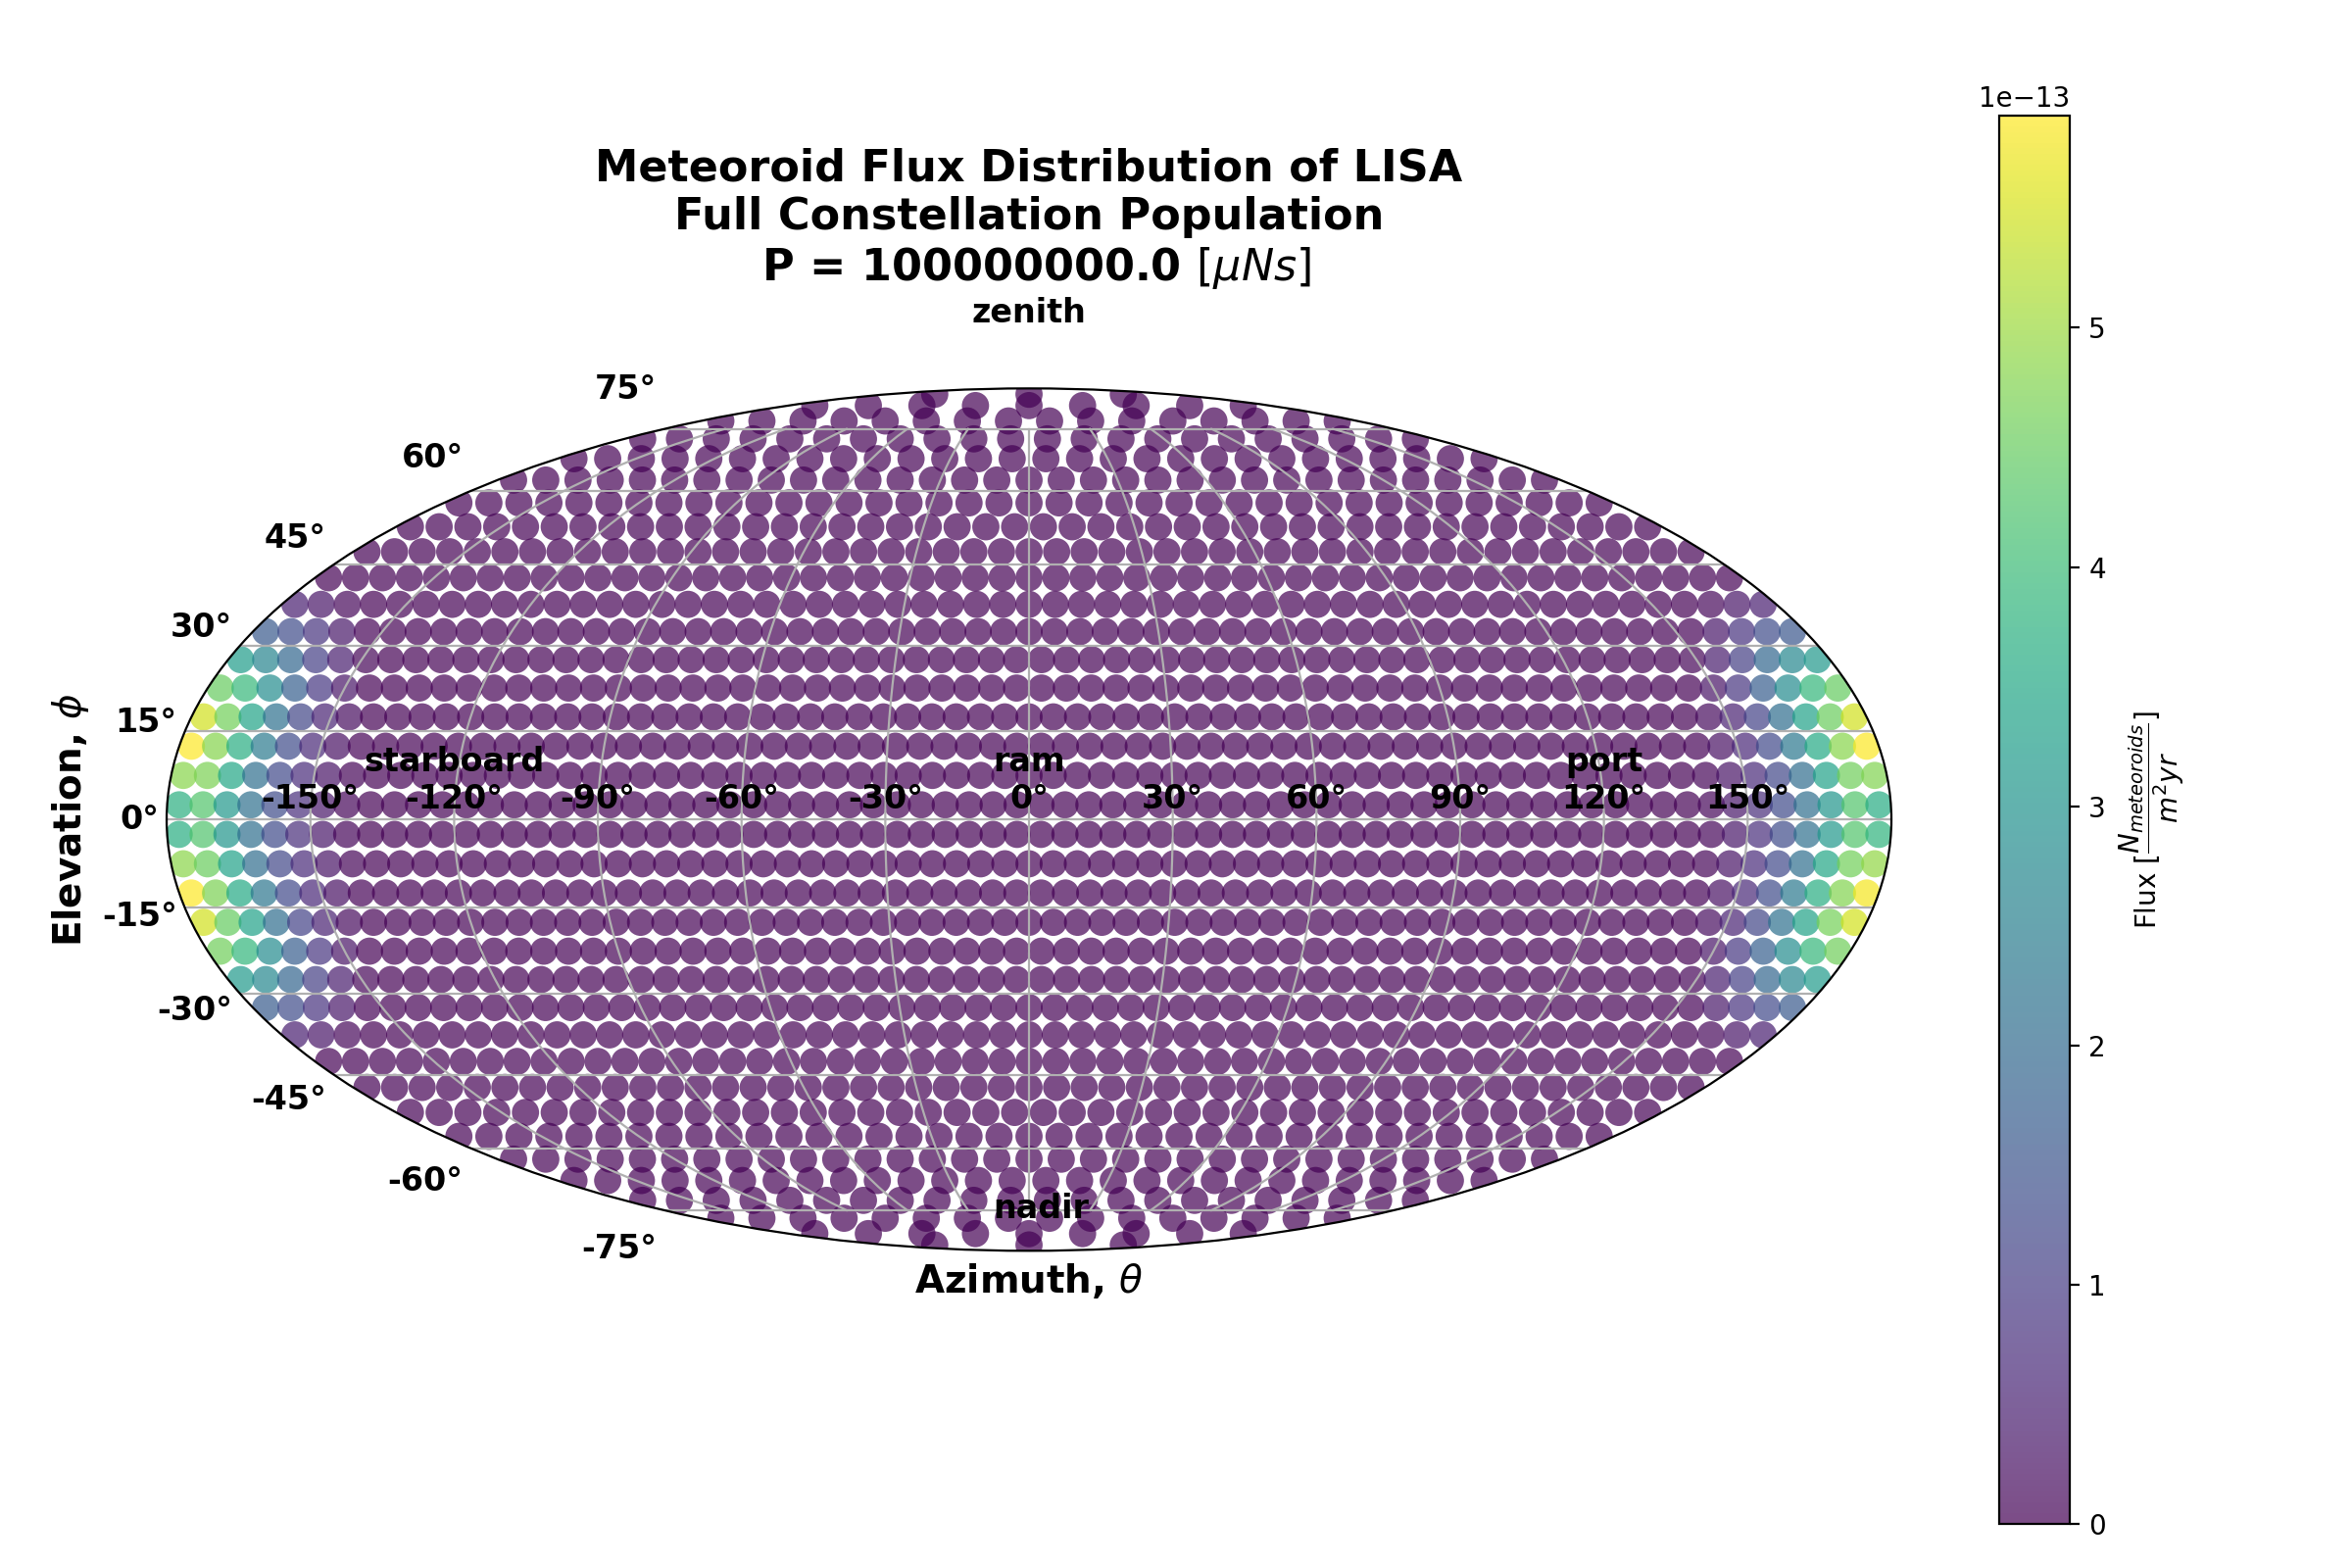 1e−13
Meteoroid Flux Distribution of LISA
Full Constellation Population
P = 100000000.0 [μNs]
zenith
75°
60°
45°
30°
15°
0°
-15°
-30°
-45°
-60°
-75°
Elevation, ϕ
starboard ram port
-150° -120° -90° -60° -30° 0° 30° 60° 90° 120° 150°
nadir
Azimuth, θ
5
4
3
2
1
0
Flux [N_meteoroids / m² yr]